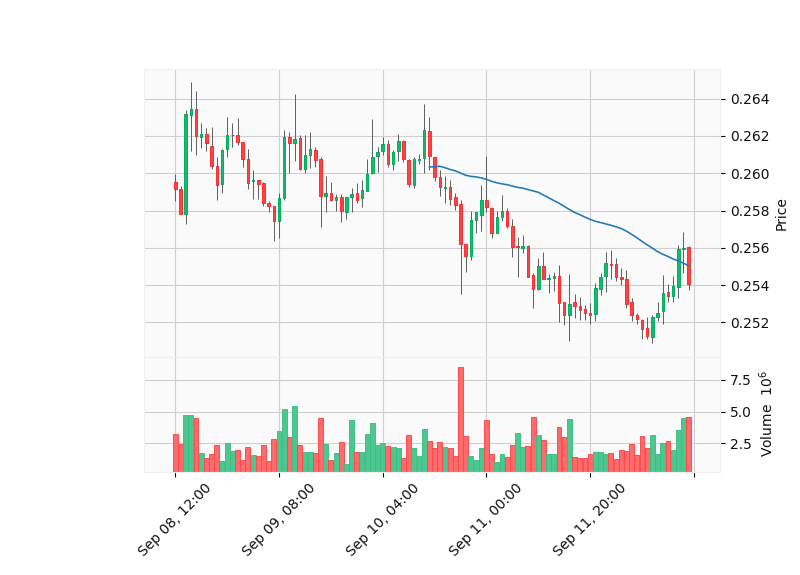 0.264
0.262
0.260
0.258
0.256
0.254
0.252
Price
7.5
5.0
2.5
Volume 10^6
Sep 08, 12:00
Sep 09, 08:00
Sep 10, 04:00
Sep 11, 00:00
Sep 11, 20:00